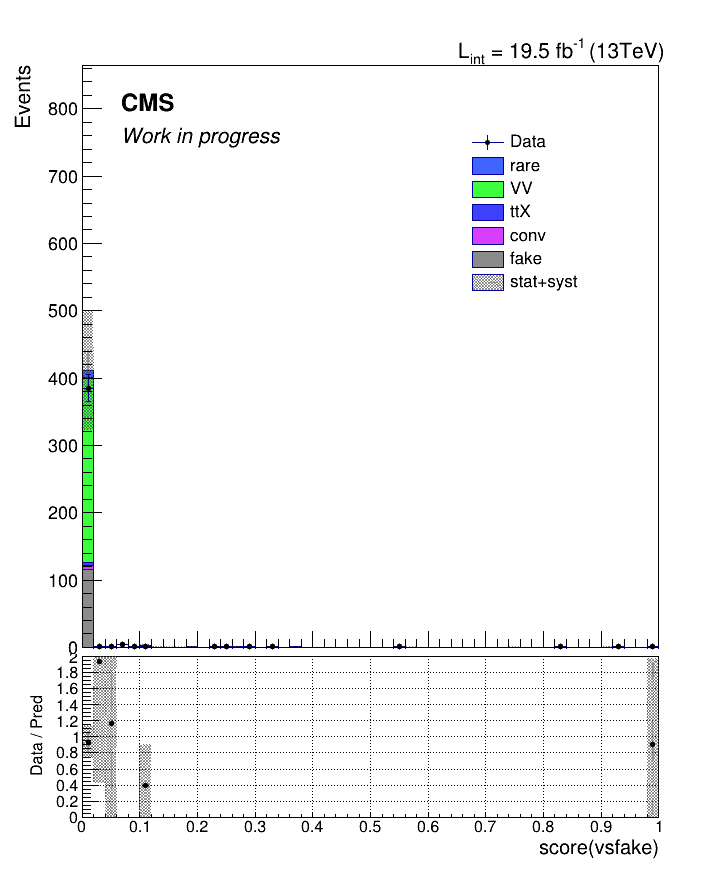 L_int = 19.5 fb^-1 (13TeV)
Events
CMS
Work in progress
Data
rare
VV
ttX
conv
fake
stat+syst
800
700
600
500
400
300
200
100
0
Data / Pred
2
1.8
1.6
1.4
1.2
1
0.8
0.6
0.4
0.2
0
0 0.1 0.2 0.3 0.4 0.5 0.6 0.7 0.8 0.9 1
score(vsfake)